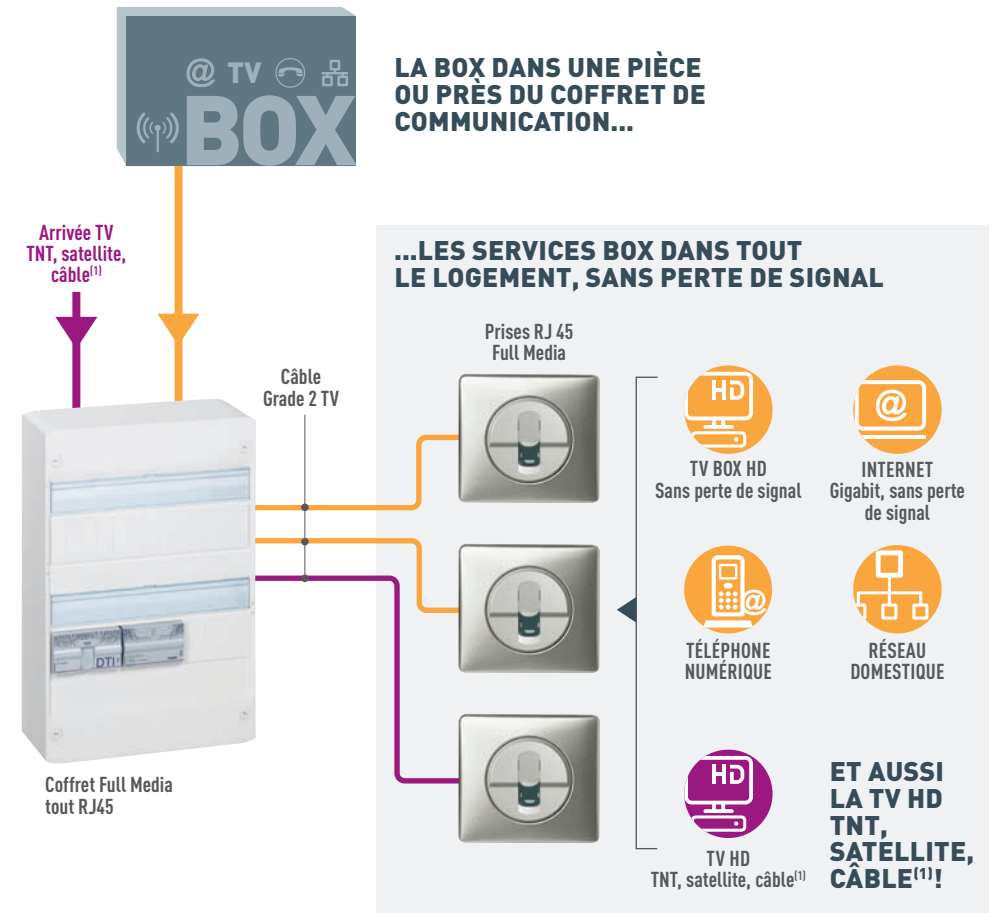 @ TV
BOX
LA BOX DANS UNE PIÈCE
OU PRÈS DU COFFRET DE
COMMUNICATION...
Arrivée TV
TNT, satellite,
câble(1)
...LES SERVICES BOX DANS TOUT
LE LOGEMENT, SANS PERTE DE SIGNAL
Prises RJ 45
Full Media
Câble
Grade 2 TV
HD
TV BOX HD
Sans perte de signal
@
INTERNET
Gigabit, sans perte
de signal
@
TÉLÉPHONE
NUMÉRIQUE
RÉSEAU
DOMESTIQUE
DTI
Coffret Full Media
tout RJ45
HD
TV HD
TNT, satellite, câble(1)
ET AUSSI
LA TV HD
TNT,
SATELLITE,
CÂBLE(1)!